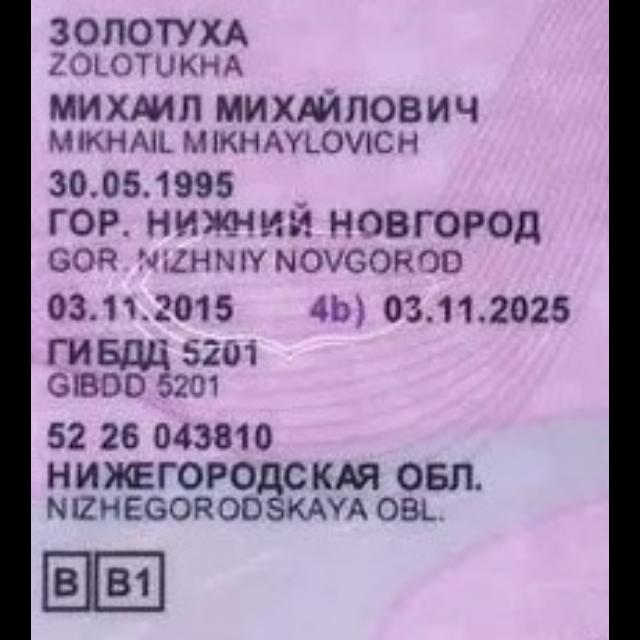 ЗОЛОТУХА
ZOLOTUKHA
МИХАИЛ МИХАЙЛОВИЧ
MIKHAIL MIKHAYLOVICH
30.05.1995
ГОР. НИЖНИЙ НОВГОРОД
GOR. NIZHNIY NOVGOROD
03.11.2015 4b) 03.11.2025
ГИБДД 5201
GIBDD 5201
52 26 043810
НИЖЕГОРОДСКАЯ ОБЛ.
NIZHEGORODSKAYA OBL.
B B1